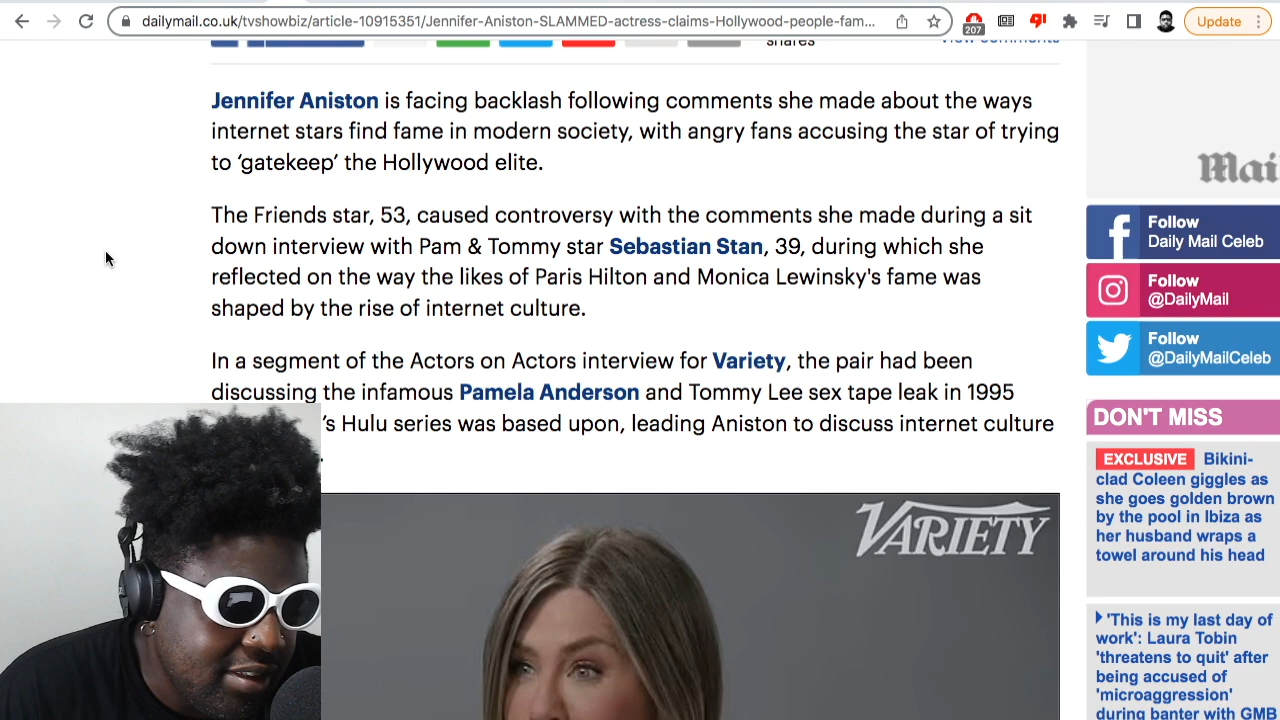 dailymail.co.uk/tvshowbiz/article-10915351/Jennifer-Aniston-SLAMMED-actress-claims-Hollywood-people-fam...
207
Update
shares
View comments
Jennifer Aniston is facing backlash following comments she made about the ways
internet stars find fame in modern society, with angry fans accusing the star of trying
to ‘gatekeep’ the Hollywood elite.
The Friends star, 53, caused controversy with the comments she made during a sit
down interview with Pam & Tommy star Sebastian Stan, 39, during which she
reflected on the way the likes of Paris Hilton and Monica Lewinsky's fame was
shaped by the rise of internet culture.
In a segment of the Actors on Actors interview for Variety, the pair had been
discussing the infamous Pamela Anderson and Tommy Lee sex tape leak in 1995
’s Hulu series was based upon, leading Aniston to discuss internet culture
.
VARIETY
Mai
Follow
Daily Mail Celeb
Follow
@DailyMail
Follow
@DailyMailCeleb
DON'T MISS
EXCLUSIVE Bikini-
clad Coleen giggles as
she goes golden brown
by the pool in Ibiza as
her husband wraps a
towel around his head
'This is my last day of
work': Laura Tobin
'threatens to quit' after
being accused of
'microaggression'
during banter with GMB